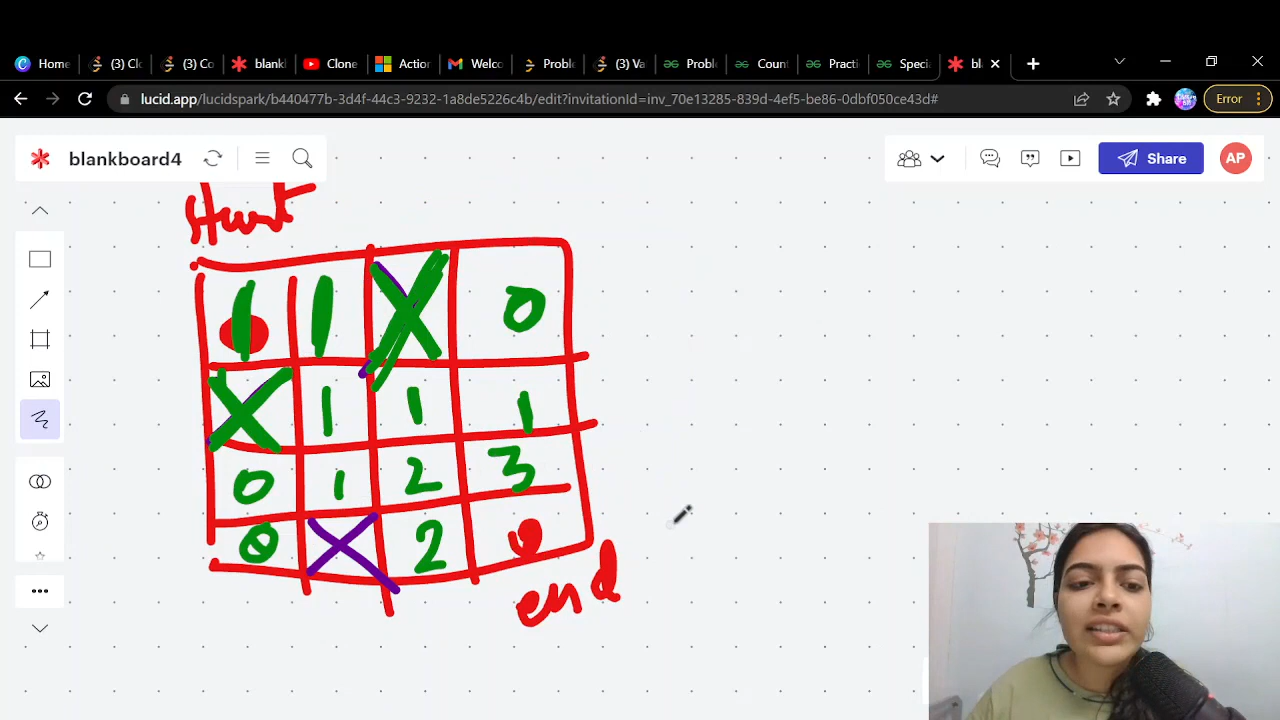 Home (3) Cl (3) Co blank Clone Action Welco Proble (3) Va Proble Count Practi Specia bl
lucid.app/lucidspark/b440477b-3d4f-44c3-9232-1a8de5226c4b/edit?invitationId=inv_70e13285-839d-4ef5-be86-0dbf050ce43d# Error
blankboard4 Share AP
Start
1 1 X 0
X 1 1 1
0 1 2 3
0 X 2
end